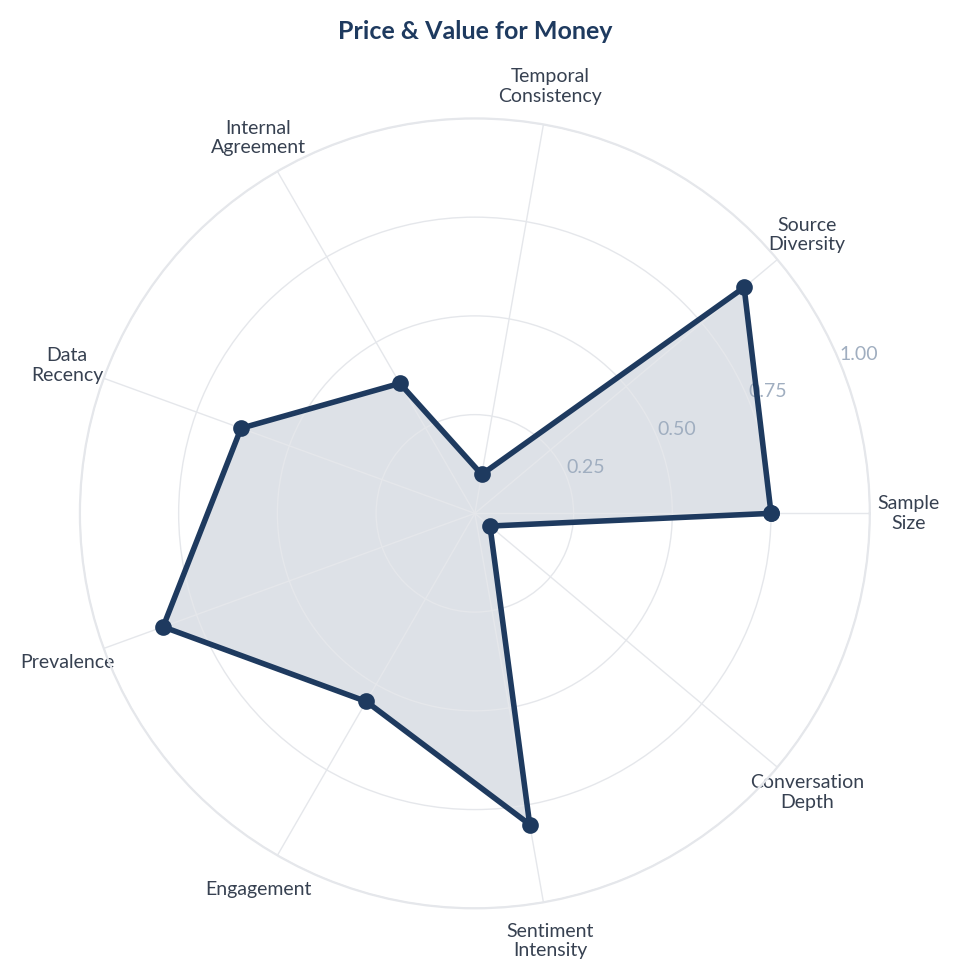 Price & Value for Money
Temporal
Consistency
Internal
Agreement
Source
Diversity
Data
Recency
1.00
0.75
0.50
0.25
Sample
Size
Prevalence
Conversation
Depth
Engagement
Sentiment
Intensity